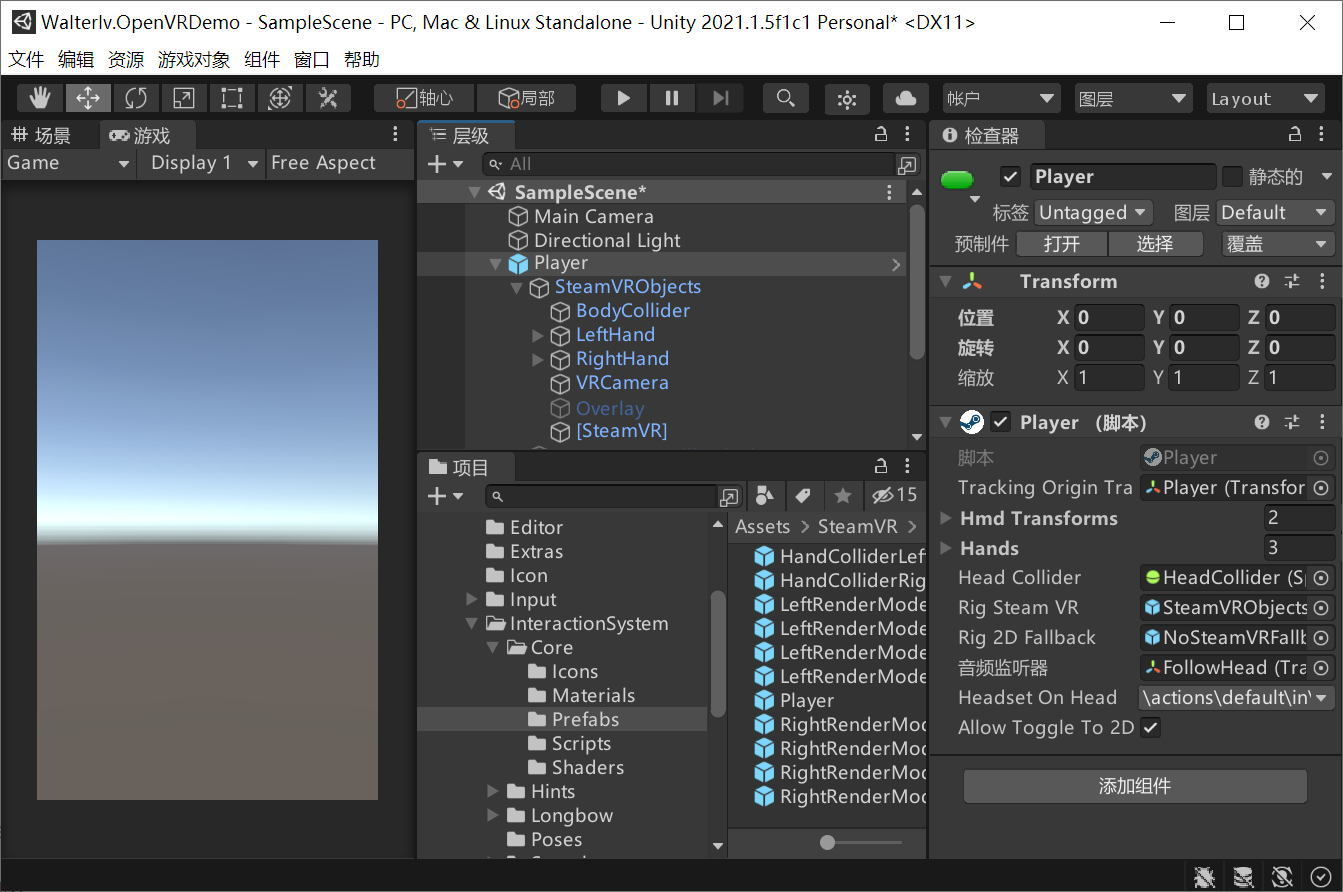 Walterlv.OpenVRDemo - SampleScene - PC, Mac & Linux Standalone - Unity 2021.1.5f1c1 Personal* <DX11>
文件 编辑 资源 游戏对象 组件 窗口 帮助
轴心 局部 帐户 图层 Layout
场景 游戏
Game Display 1 Free Aspect
层级
All
SampleScene*
Main Camera
Directional Light
Player
SteamVRObjects
BodyCollider
LeftHand
RightHand
VRCamera
Overlay
[SteamVR]
项目
15
Editor
Extras
Icon
Input
InteractionSystem
Core
Icons
Materials
Prefabs
Scripts
Shaders
Hints
Longbow
Poses
Assets > SteamVR >
HandColliderLef
HandColliderRig
LeftRenderMode
LeftRenderMode
LeftRenderMode
LeftRenderMode
Player
RightRenderMod
RightRenderMod
RightRenderMod
RightRenderMod
检查器
Player 静态的
标签 Untagged 图层 Default
预制件 打开 选择 覆盖
Transform
位置 X 0 Y 0 Z 0
旋转 X 0 Y 0 Z 0
缩放 X 1 Y 1 Z 1
Player （脚本）
脚本 Player
Tracking Origin Tra Player (Transfor
Hmd Transforms 2
Hands 3
Head Collider HeadCollider (Sp
Rig Steam VR SteamVRObjects
Rig 2D Fallback NoSteamVRFallb
音频监听器 FollowHead (Tra
Headset On Head \actions\default\in\
Allow Toggle To 2D
添加组件